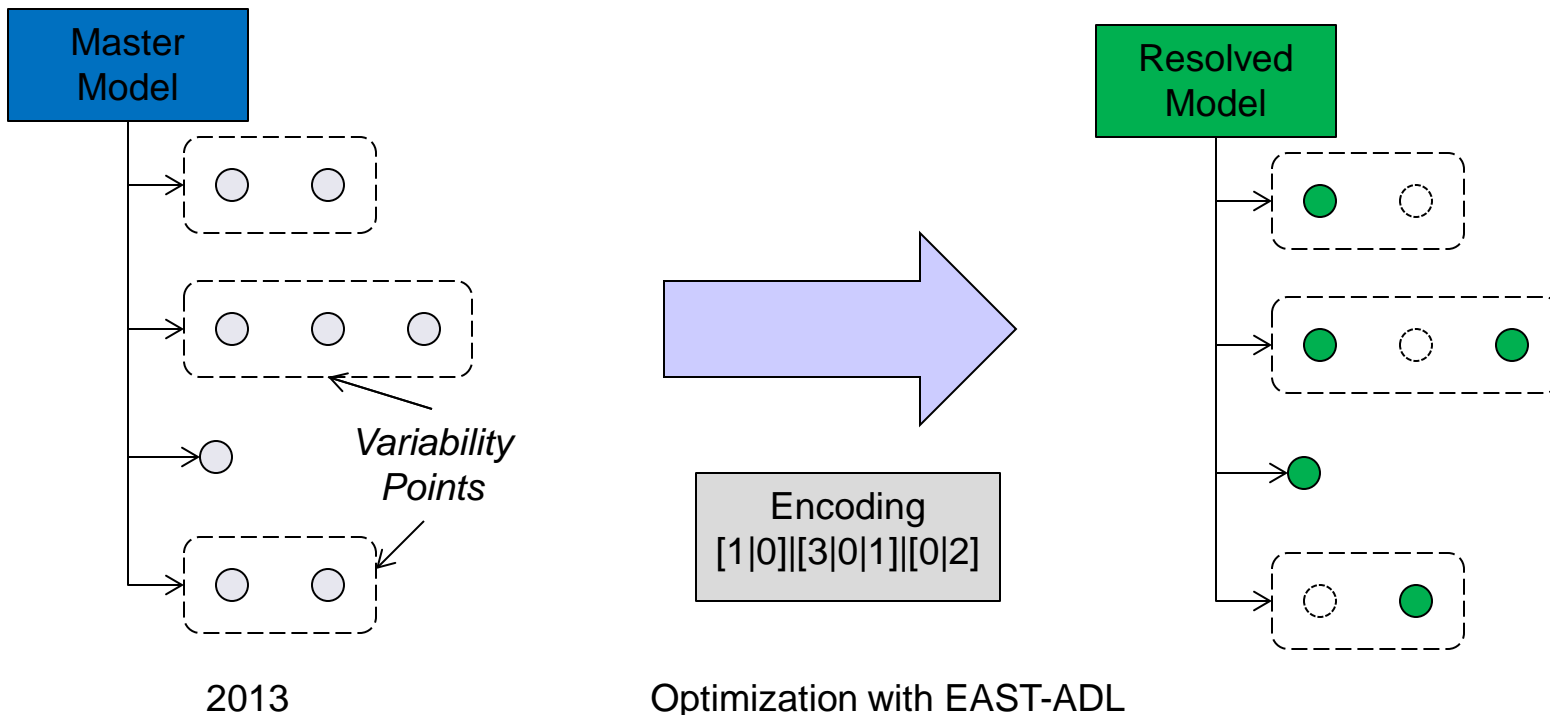 Master
Model
Variability
Points
Encoding
[1|0]|[3|0|1]|[0|2]
Resolved
Model
2013
Optimization with EAST-ADL